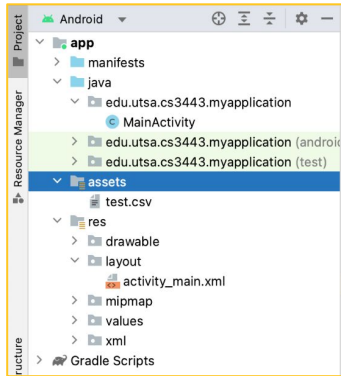 Project
Resource Manager
ructure
Android
app
manifests
java
edu.utsa.cs3443.myapplication
MainActivity
edu.utsa.cs3443.myapplication (androi
edu.utsa.cs3443.myapplication (test)
assets
test.csv
res
drawable
layout
activity_main.xml
mipmap
values
xml
Gradle Scripts